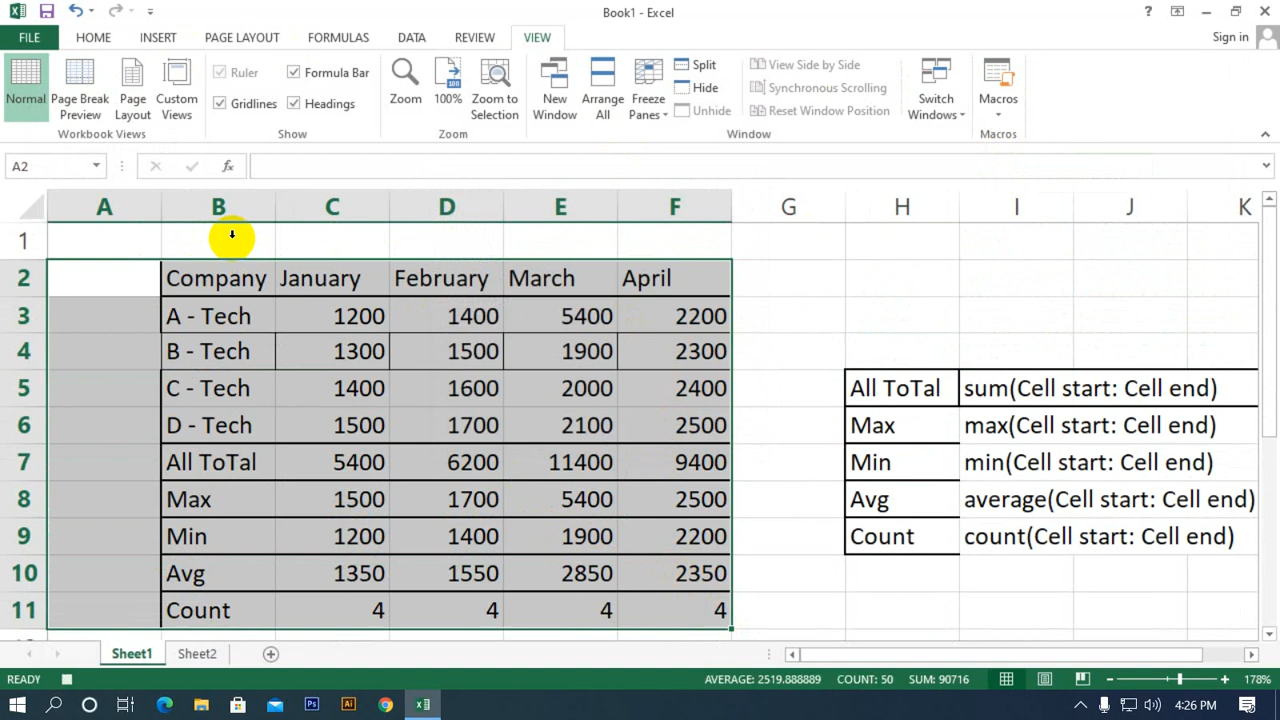 Book1 - Excel
FILE HOME INSERT PAGE LAYOUT FORMULAS DATA REVIEW VIEW Sign in
Normal
Page Break Preview
Page Layout
Custom Views
Workbook Views
Ruler
Formula Bar
Gridlines
Headings
Show
Zoom
100%
Zoom to Selection
Zoom
New Window
Arrange All
Freeze Panes
Split
Hide
Unhide
View Side by Side
Synchronous Scrolling
Reset Window Position
Window
Switch Windows
Macros
Macros
A2 fx
A B C D E F G H I J K
1
2 Company January February March April
3 A - Tech 1200 1400 5400 2200
4 B - Tech 1300 1500 1900 2300
5 C - Tech 1400 1600 2000 2400 All ToTal sum(Cell start: Cell end)
6 D - Tech 1500 1700 2100 2500 Max max(Cell start: Cell end)
7 All ToTal 5400 6200 11400 9400 Min min(Cell start: Cell end)
8 Max 1500 1700 5400 2500 Avg average(Cell start: Cell end)
9 Min 1200 1400 1900 2200 Count count(Cell start: Cell end)
10 Avg 1350 1550 2850 2350
11 Count 4 4 4 4
Sheet1 Sheet2
READY AVERAGE: 2519.888889 COUNT: 50 SUM: 90716 178%
4:26 PM